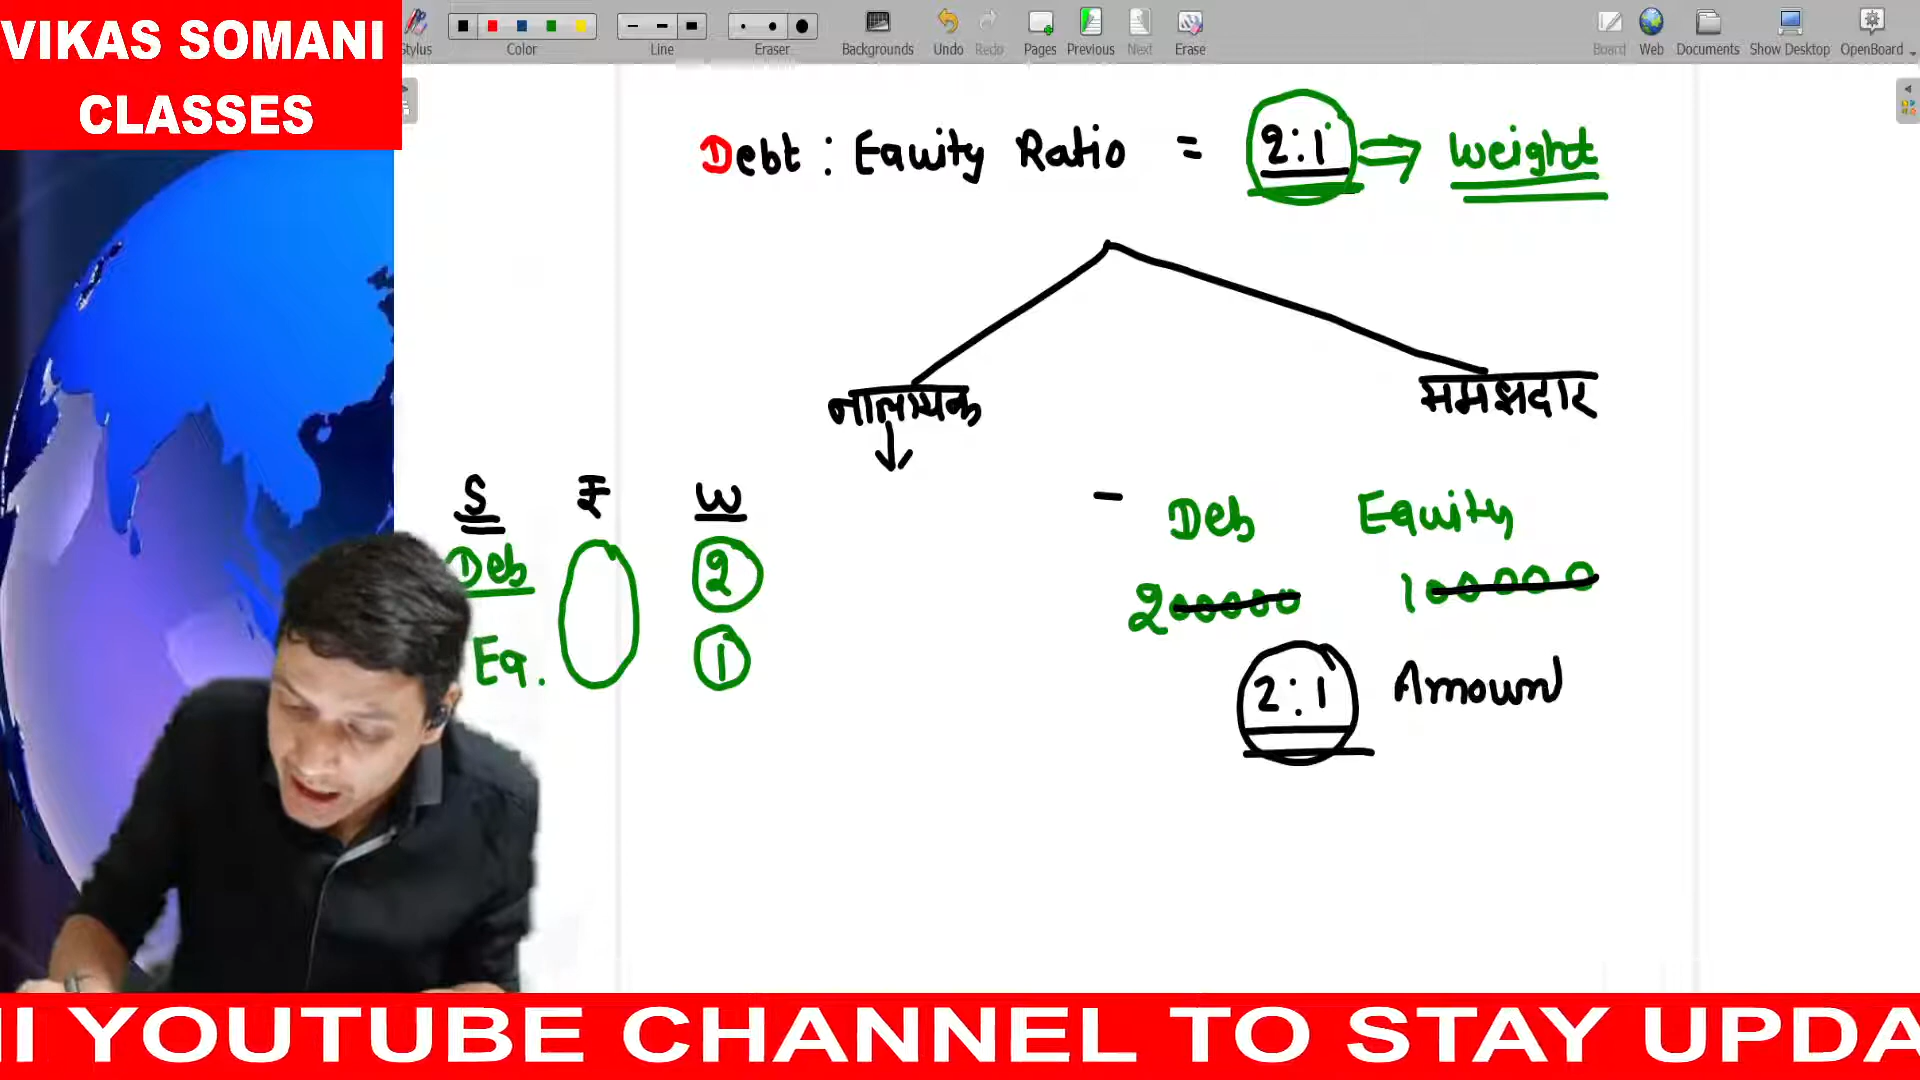 VIKAS SOMANI
CLASSES
Stylus Color Line Eraser Backgrounds Undo Redo Pages Previous Next Erase Board Web Documents Show Desktop OpenBoard
Debt : Equity Ratio = 2:1 ⇒ Weight
नालायक समझदार
S ₹ W
Deb 2
Eq. 1
- Deb Equity
200000 100000
2:1 Amount
II YOUTUBE CHANNEL TO STAY UPDA